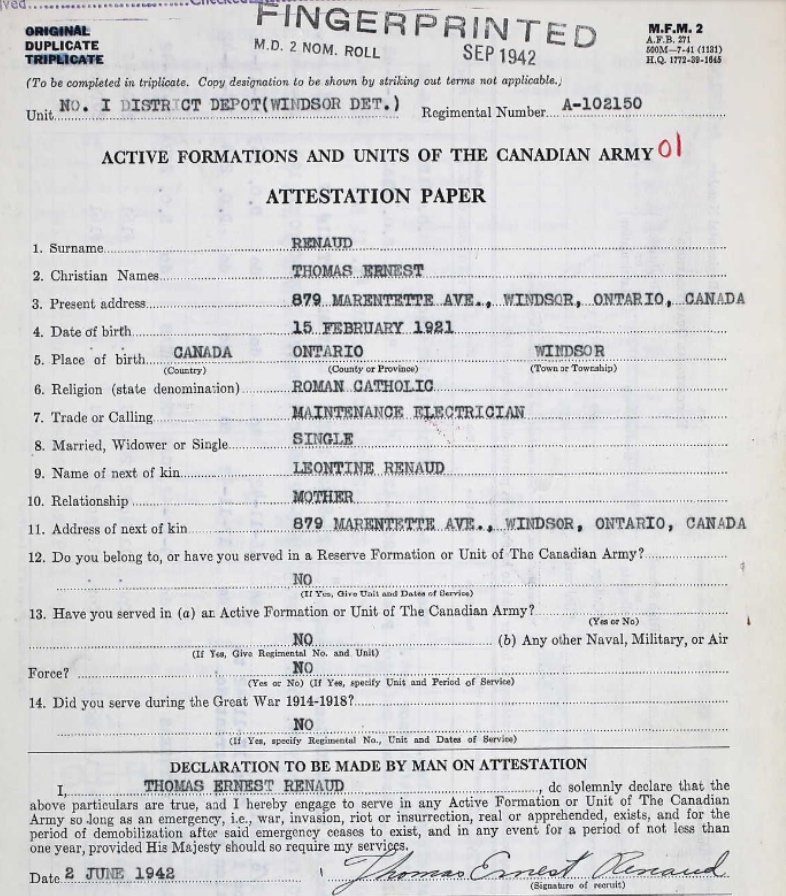 Checked
FINGERPRINTED
M.D. 2 NOM. ROLL SEP 1942
ORIGINAL
DUPLICATE
TRIPLICATE
M.F.M. 2
A.F.B. 271
500M—7-41 (1131)
H.Q. 1772-39-1645
(To be completed in triplicate. Copy designation to be shown by striking out terms not applicable.)
Unit NO. I DISTRICT DEPOT(WINDSOR DET.) Regimental Number A-102150
ACTIVE FORMATIONS AND UNITS OF THE CANADIAN ARMY 01
ATTESTATION PAPER
1. Surname RENAUD
2. Christian Names THOMAS ERNEST
3. Present address 879 MARENTETTE AVE., WINDSOR, ONTARIO, CANADA
4. Date of birth 15 FEBRUARY 1921
5. Place of birth CANADA ONTARIO WINDSOR
(Country) (County or Province) (Town or Township)
6. Religion (state denomination) ROMAN CATHOLIC
7. Trade or Calling MAINTENANCE ELECTRICIAN
8. Married, Widower or Single SINGLE
9. Name of next of kin LEONTINE RENAUD
10. Relationship MOTHER
11. Address of next of kin 879 MARENTETTE AVE., WINDSOR, ONTARIO, CANADA
12. Do you belong to, or have you served in a Reserve Formation or Unit of The Canadian Army?
NO
(If Yes, Give Unit and Dates of Service)
13. Have you served in (a) an Active Formation or Unit of The Canadian Army?
(Yes or No)
NO (b) Any other Naval, Military, or Air
(If Yes, Give Regimental No. and Unit)
Force? NO
(Yes or No) (If Yes, specify Unit and Period of Service)
14. Did you serve during the Great War 1914-1918?
NO
(If Yes, specify Regimental No., Unit and Dates of Service)
DECLARATION TO BE MADE BY MAN ON ATTESTATION
I, THOMAS ERNEST RENAUD, do solemnly declare that the
above particulars are true, and I hereby engage to serve in any Active Formation or Unit of The Canadian
Army so long as an emergency, i.e., war, invasion, riot or insurrection, real or apprehended, exists, and for the
period of demobilization after said emergency ceases to exist, and in any event for a period of not less than
one year, provided His Majesty should so require my services.
Date 2 JUNE 1942 Thomas Ernest Renaud
(Signature of recruit)